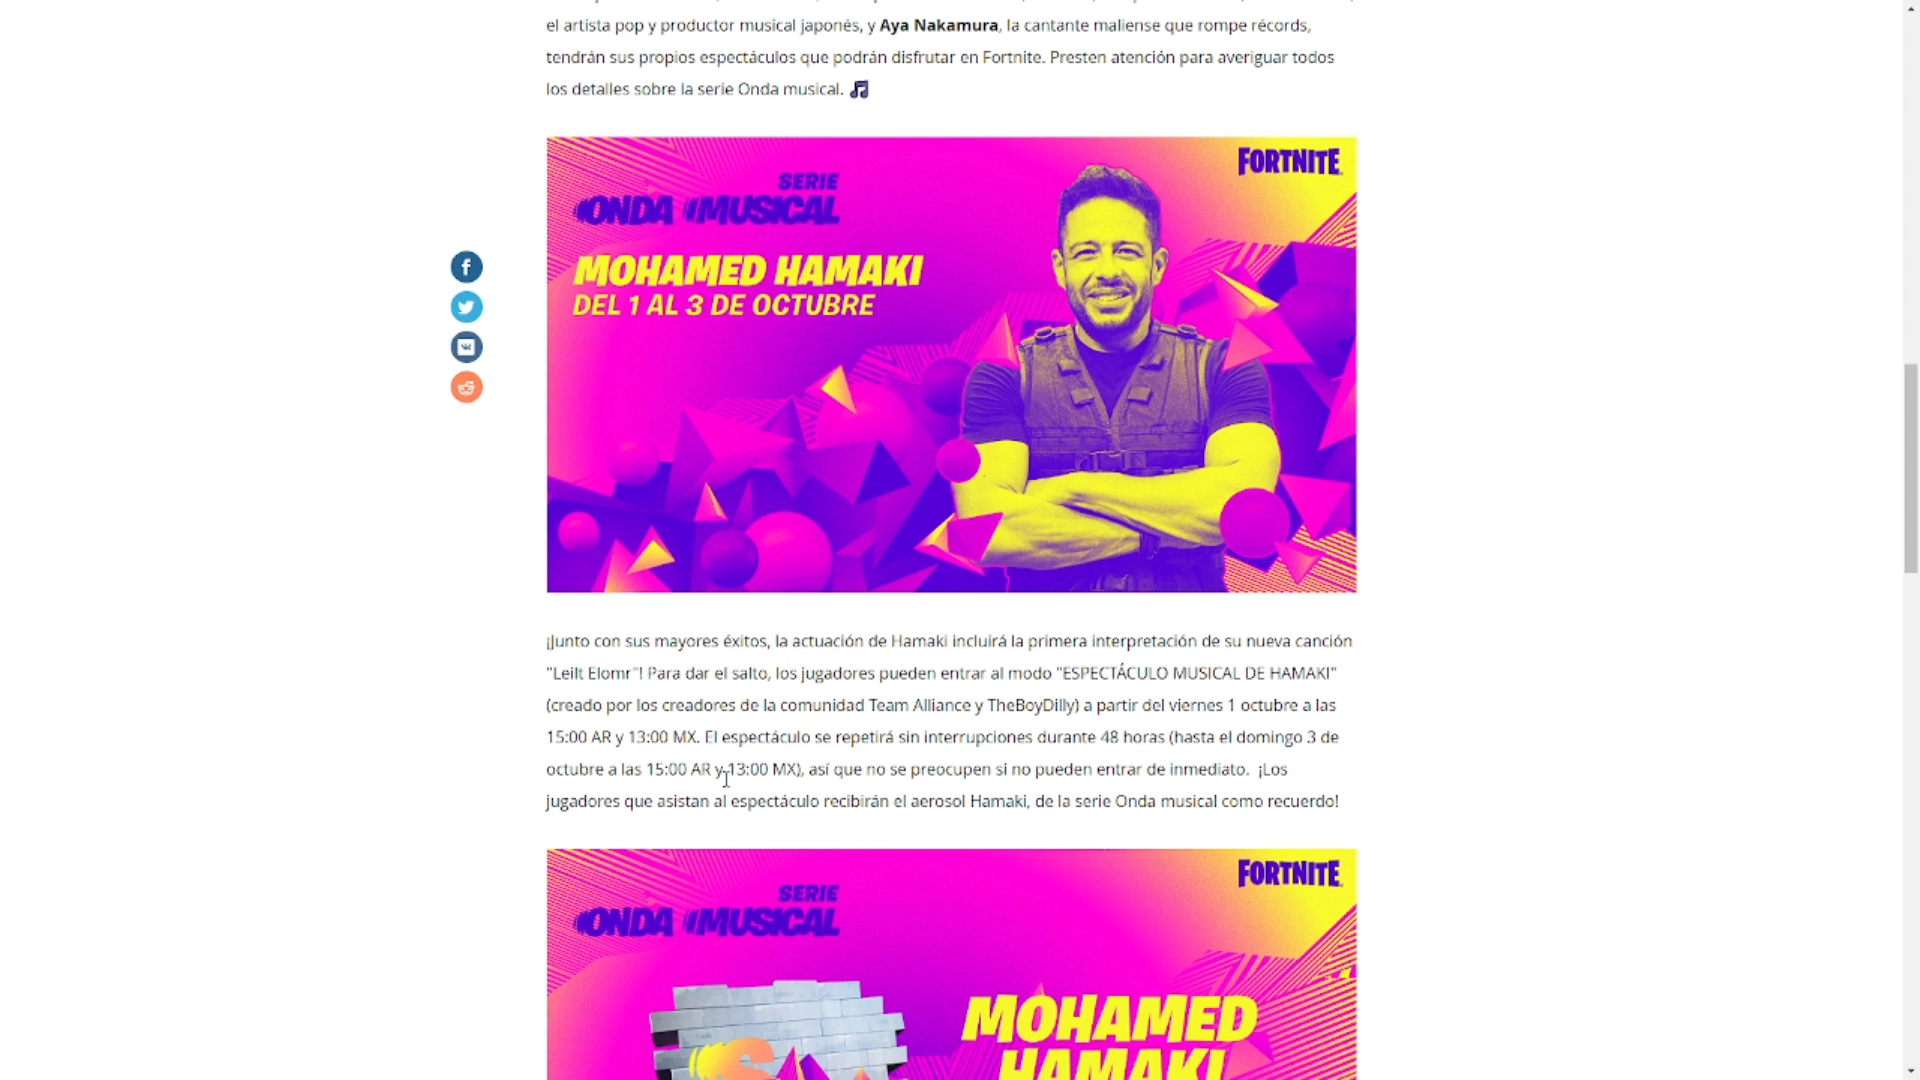 el artista pop y productor musical japonés, y Aya Nakamura, la cantante maliense que rompe récords,
tendrán sus propios espectáculos que podrán disfrutar en Fortnite. Presten atención para averiguar todos
los detalles sobre la serie Onda musical.
FORTNITE
SERIE
ONDA MUSICAL
MOHAMED HAMAKI
DEL 1 AL 3 DE OCTUBRE
¡Junto con sus mayores éxitos, la actuación de Hamaki incluirá la primera interpretación de su nueva canción
"Leilt Elomr"! Para dar el salto, los jugadores pueden entrar al modo "ESPECTÁCULO MUSICAL DE HAMAKI"
(creado por los creadores de la comunidad Team Alliance y TheBoyDilly) a partir del viernes 1 octubre a las
15:00 AR y 13:00 MX. El espectáculo se repetirá sin interrupciones durante 48 horas (hasta el domingo 3 de
octubre a las 15:00 AR y 13:00 MX), así que no se preocupen si no pueden entrar de inmediato. ¡Los
jugadores que asistan al espectáculo recibirán el aerosol Hamaki, de la serie Onda musical como recuerdo!
FORTNITE
SERIE
ONDA MUSICAL
MOHAMED
HAMAKI